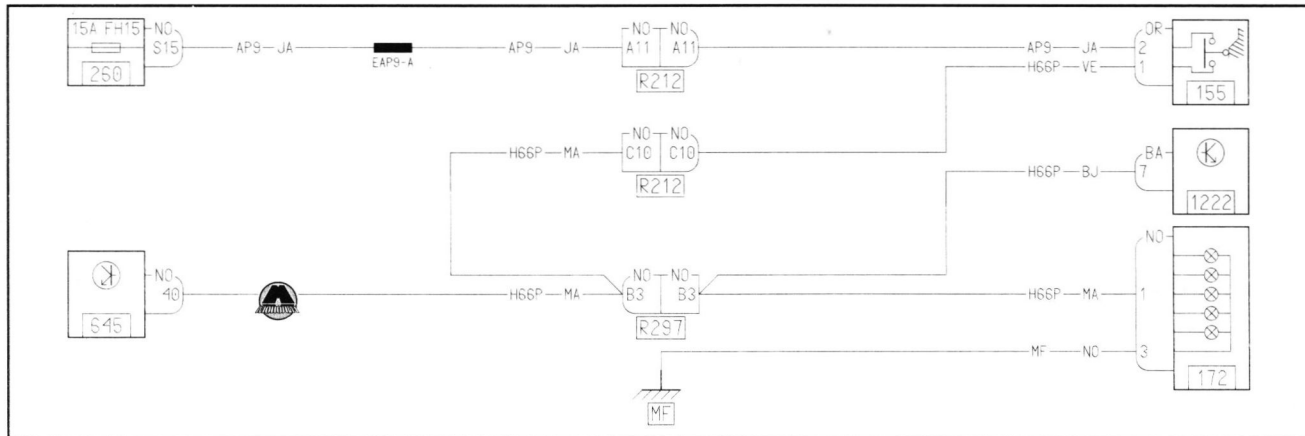 15A FH15 NO
S15 AP9 JA EAP9-A AP9 JA
260
NO NO
A11 A11
R212
AP9 JA
H66P VE
OR
2
1
155
H66P MA
NO NO
C10 C10
R212
H66P BJ
BA
7
1222
NO
40
645
H66P MA
NO NO
B3 B3
R297
H66P MA
NO
1
MF NO
3
172
MF